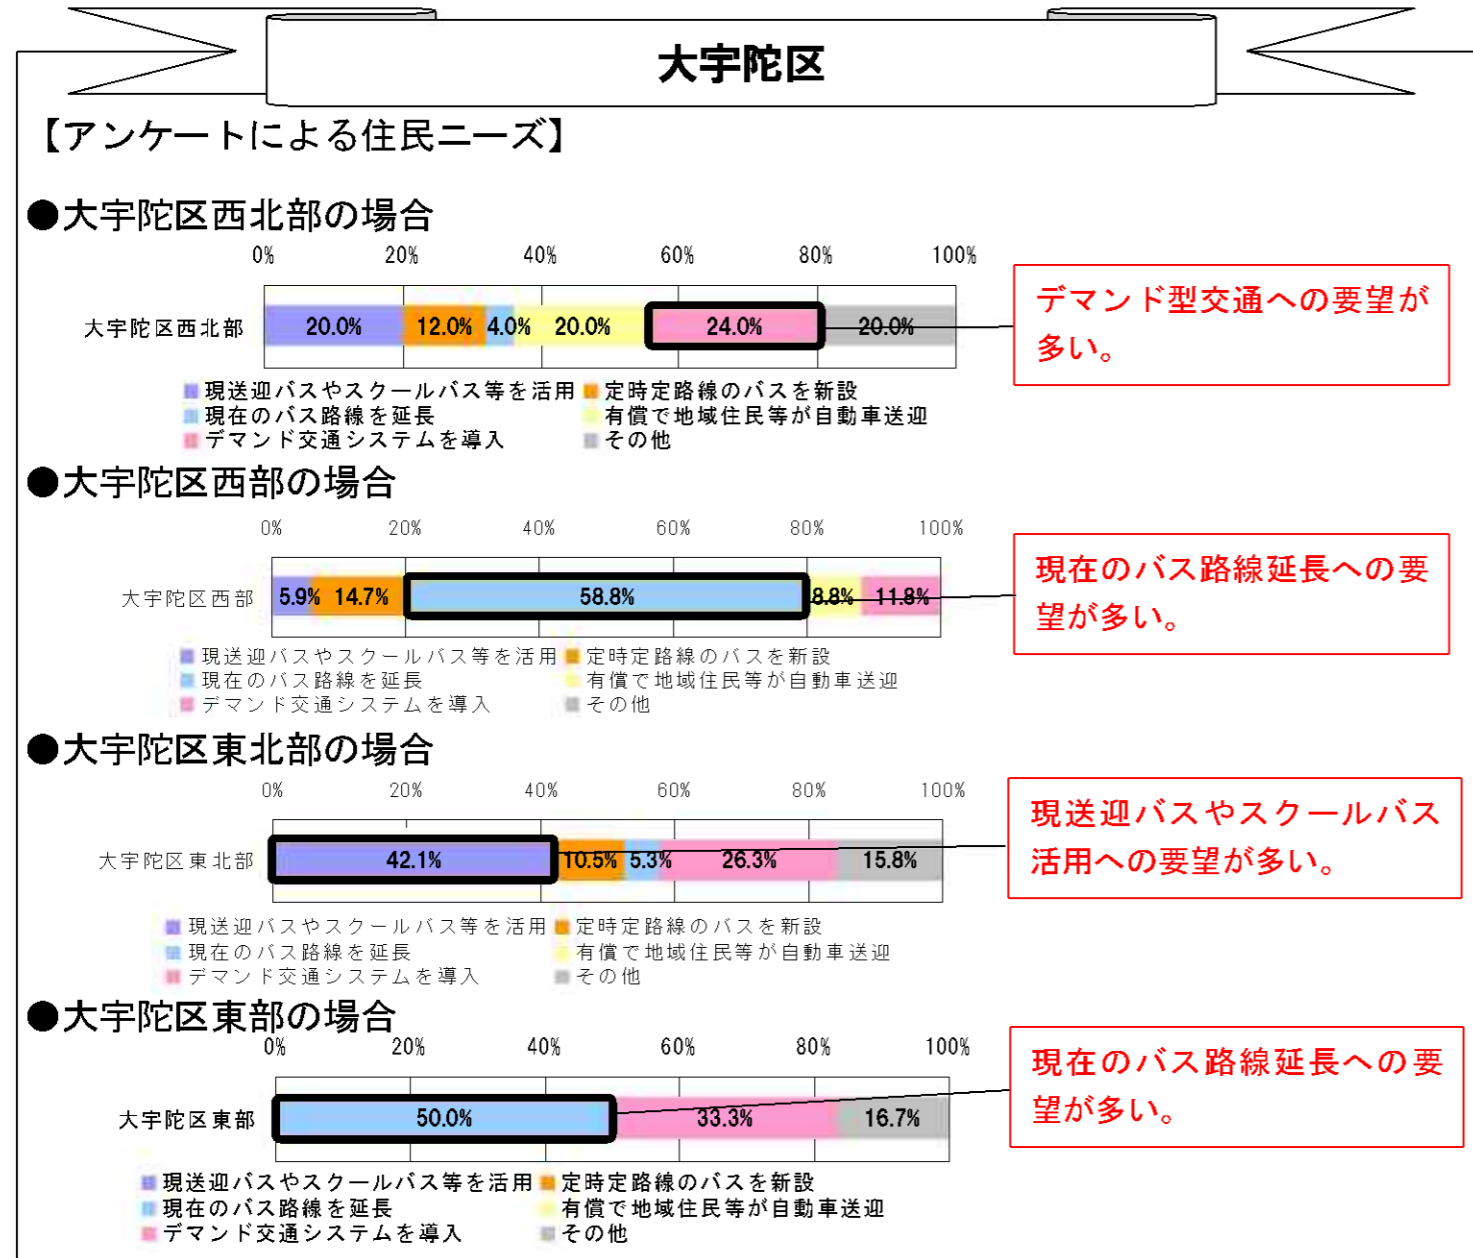 大宇陀区
【アンケートによる住民ニーズ】
●大宇陀区西北部の場合
0% 20% 40% 60% 80% 100%
大宇陀区西北部 20.0% 12.0% 4.0% 20.0% 24.0% 20.0%
デマンド型交通への要望が
多い。
現送迎バスやスクールバス等を活用 定時定路線のバスを新設
現在のバス路線を延長 有償で地域住民等が自動車送迎
デマンド交通システムを導入 その他
●大宇陀区西部の場合
0% 20% 40% 60% 80% 100%
大宇陀区西部 5.9% 14.7% 58.8% 8.8% 11.8%
現在のバス路線延長への要
望が多い。
現送迎バスやスクールバス等を活用 定時定路線のバスを新設
現在のバス路線を延長 有償で地域住民等が自動車送迎
デマンド交通システムを導入 その他
●大宇陀区東北部の場合
0% 20% 40% 60% 80% 100%
大宇陀区東北部 42.1% 10.5% 5.3% 26.3% 15.8%
現送迎バスやスクールバス
活用への要望が多い。
現送迎バスやスクールバス等を活用 定時定路線のバスを新設
現在のバス路線を延長 有償で地域住民等が自動車送迎
デマンド交通システムを導入 その他
●大宇陀区東部の場合
0% 20% 40% 60% 80% 100%
大宇陀区東部 50.0% 33.3% 16.7%
現在のバス路線延長への要
望が多い。
現送迎バスやスクールバス等を活用 定時定路線のバスを新設
現在のバス路線を延長 有償で地域住民等が自動車送迎
デマンド交通システムを導入 その他